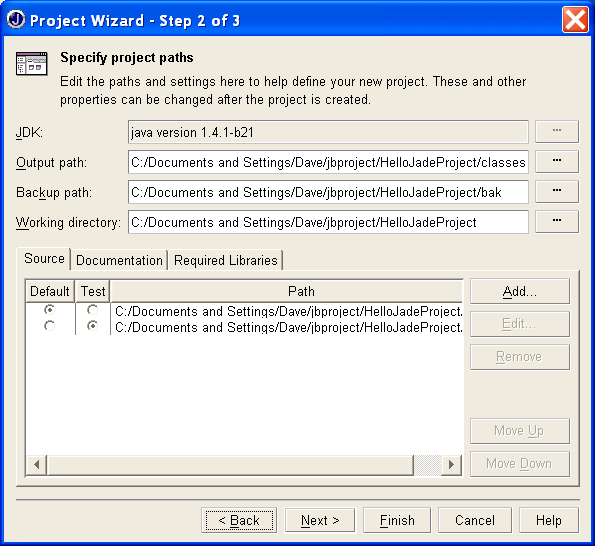 Project Wizard - Step 2 of 3
Specify project paths
Edit the paths and settings here to help define your new project. These and other
properties can be changed after the project is created.
JDK: java version 1.4.1-b21 ...
Output path: C:/Documents and Settings/Dave/jbproject/HelloJadeProject/classes ...
Backup path: C:/Documents and Settings/Dave/jbproject/HelloJadeProject/bak ...
Working directory: C:/Documents and Settings/Dave/jbproject/HelloJadeProject ...
Source Documentation Required Libraries
Default Test Path
C:/Documents and Settings/Dave/jbproject/HelloJadeProject/
C:/Documents and Settings/Dave/jbproject/HelloJadeProject/
Add...
Edit...
Remove
Move Up
Move Down
< Back Next > Finish Cancel Help